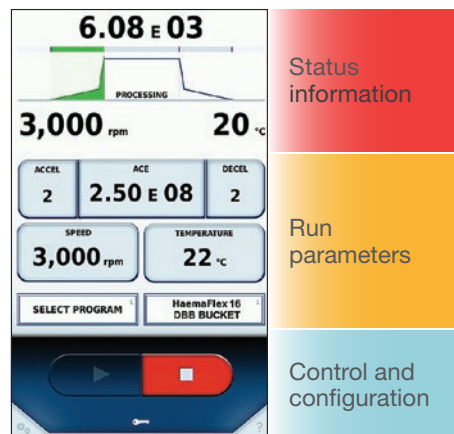 6.08 E 03
PROCESSING
3,000 rpm 20 °C
ACCEL ACE DECEL
2 2.50 E 08 2
SPEED TEMPERATURE
3,000 rpm 22 °C
SELECT PROGRAM
HaemaFlex 16
DBB BUCKET
?
Status
information
Run
parameters
Control and
configuration